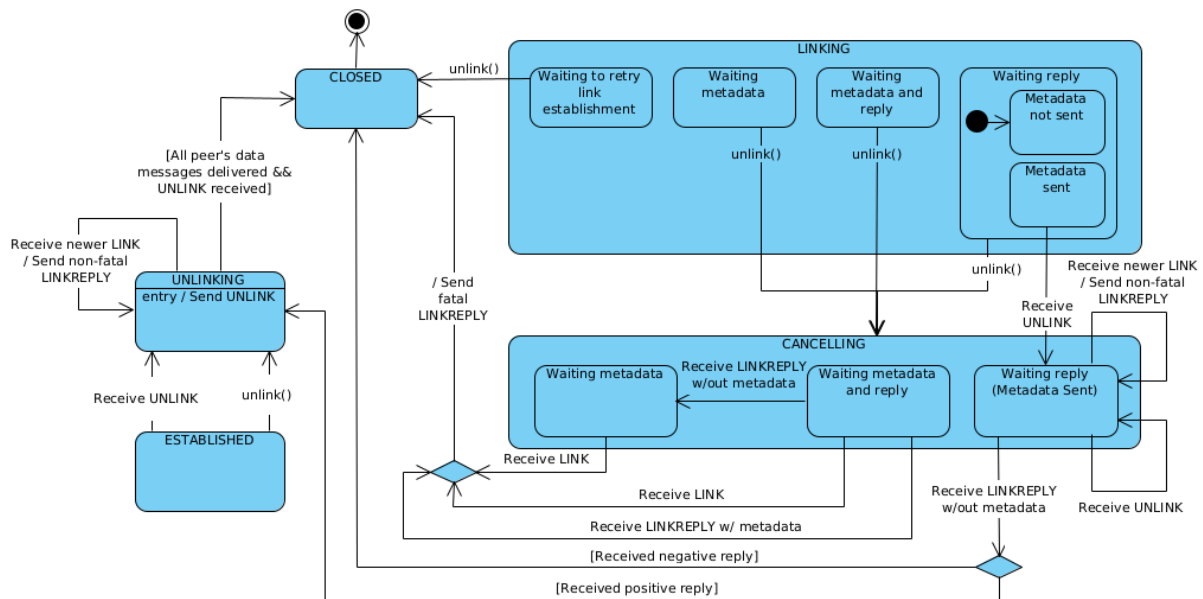 LINKING
CLOSED
unlink()
Waiting to retry
link
establishment
Waiting
metadata
Waiting
metadata and
reply
Waiting reply
Metadata
not sent
Metadata
sent
unlink()
unlink()
[All peer's data
messages delivered &&
UNLINK received]
Receive newer LINK
/ Send non-fatal
LINKREPLY
UNLINKING
entry / Send UNLINK
/ Send
fatal
LINKREPLY
unlink()
Receive newer LINK
/ Send non-fatal
LINKREPLY
Receive
UNLINK
CANCELLING
Waiting metadata
Receive LINKREPLY
w/out metadata
Waiting metadata
and reply
Waiting reply
(Metadata Sent)
Receive UNLINK
unlink()
ESTABLISHED
Receive LINK
Receive LINK
Receive LINKREPLY w/ metadata
Receive LINKREPLY
w/out metadata
Receive UNLINK
[Received negative reply]
[Received positive reply]